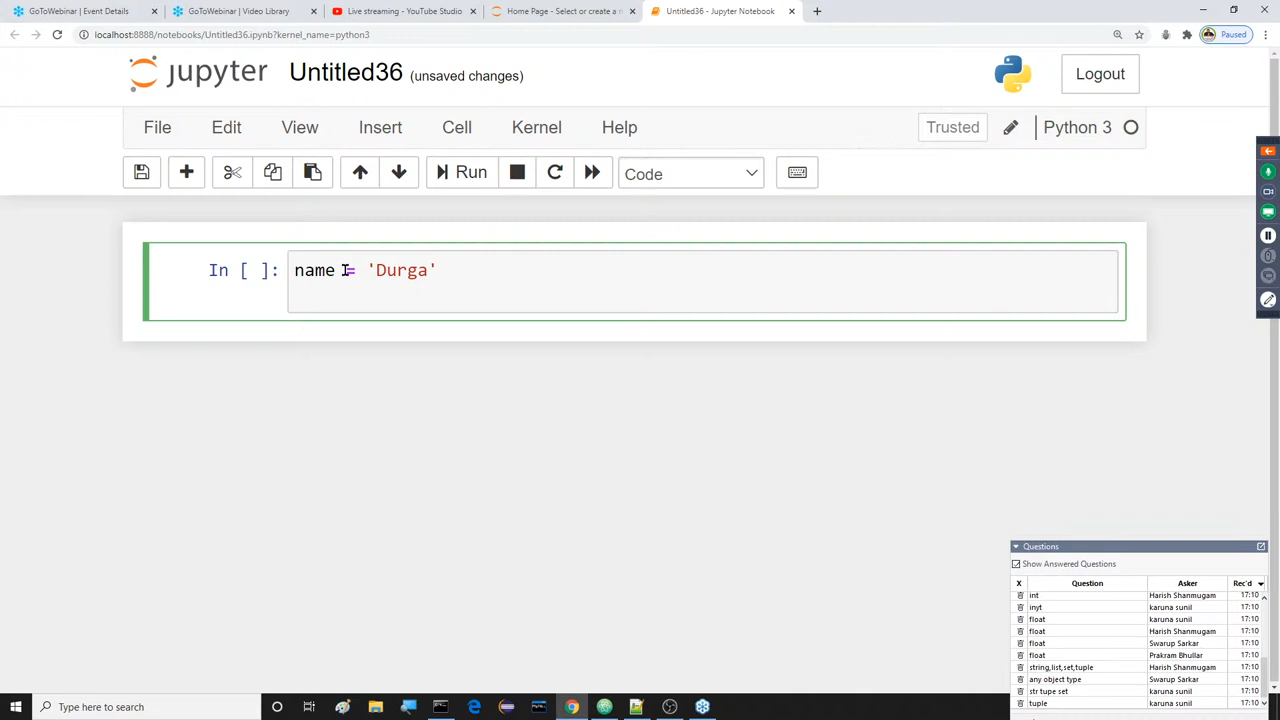 GoToWebinar | Event Details
GoToWebinar | Video Library
Live streaming - YouTube Studio
Home Page - Select or create a n
Untitled36 - Jupyter Notebook
localhost:8888/notebooks/Untitled36.ipynb?kernel_name=python3
Paused
jupyter Untitled36 (unsaved changes)
Logout
File Edit View Insert Cell Kernel Help
Trusted Python 3
Run Code
In [ ]: name = 'Durga'
Questions
Show Answered Questions
X Question Asker Rec'd
int Harish Shanmugam 17:10
inyt karuna sunil 17:10
float karuna sunil 17:10
float Harish Shanmugam 17:10
float Swarup Sarkar 17:10
float Prakram Bhullar 17:10
string,list,set,tuple Harish Shanmugam 17:10
any object type Swarup Sarkar 17:10
str tupe set karuna sunil 17:10
tuple karuna sunil 17:10
Type here to search